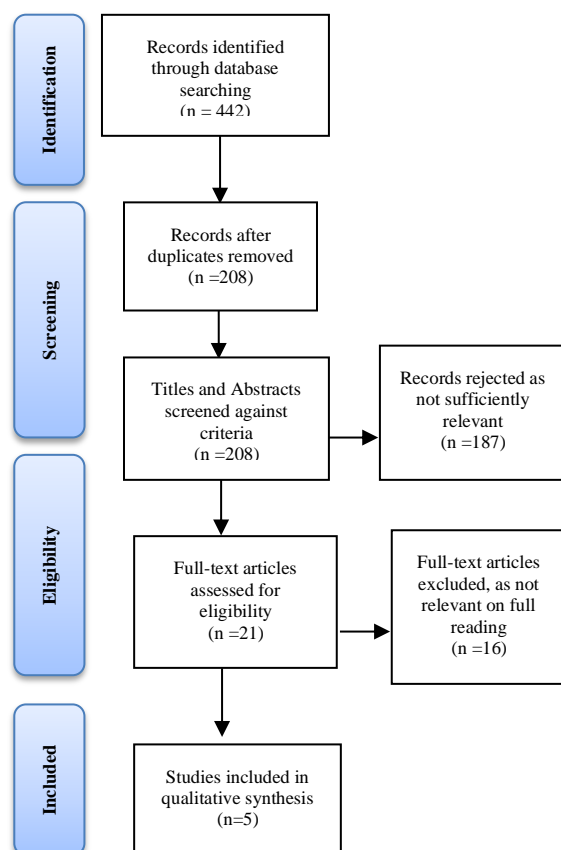 Identification
Records identified
through database
searching
(n = 442)
Screening
Records after
duplicates removed
(n =208)
Titles and Abstracts
screened against
criteria
(n =208)
Records rejected as
not sufficiently
relevant
(n =187)
Eligibility
Full-text articles
assessed for
eligibility
(n =21)
Full-text articles
excluded, as not
relevant on full
reading
(n =16)
Included
Studies included in
qualitative synthesis
(n=5)